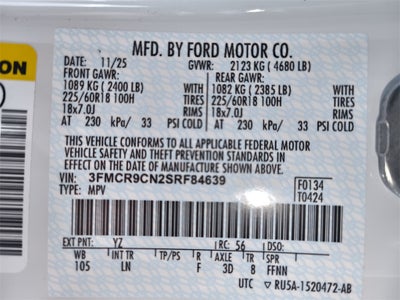 MFD. BY FORD MOTOR CO.
DATE: 11/25 GVWR: 2123 KG ( 4680 LB)
FRONT GAWR: REAR GAWR:
1089 KG ( 2400 LB) WITH 1082 KG ( 2385 LB) WITH
225/60R18 100H TIRES 225/60R18 100H TIRES
18x7.0J RIMS 18x7.0J RIMS
AT 230 kPa/ 33 PSI COLD AT 230 kPa/ 33 PSI COLD
THIS VEHICLE CONFORMS TO ALL APPLICABLE FEDERAL MOTOR
VEHICLE SAFETY AND THEFT PREVENTION STANDARDS IN
EFFECT ON THE DATE OF MANUFACTURE SHOWN ABOVE.
VIN: 3FMCR9CN2SRF84639 F0134
TYPE: MPV T0424
EXT PNT: YZ RC: 56 DSO:
WB INT TR TP/PS R AXLE TR SPR
105 LN F 3D 8 FFNN
UTC ▽ RU5A-1520472-AB
ON